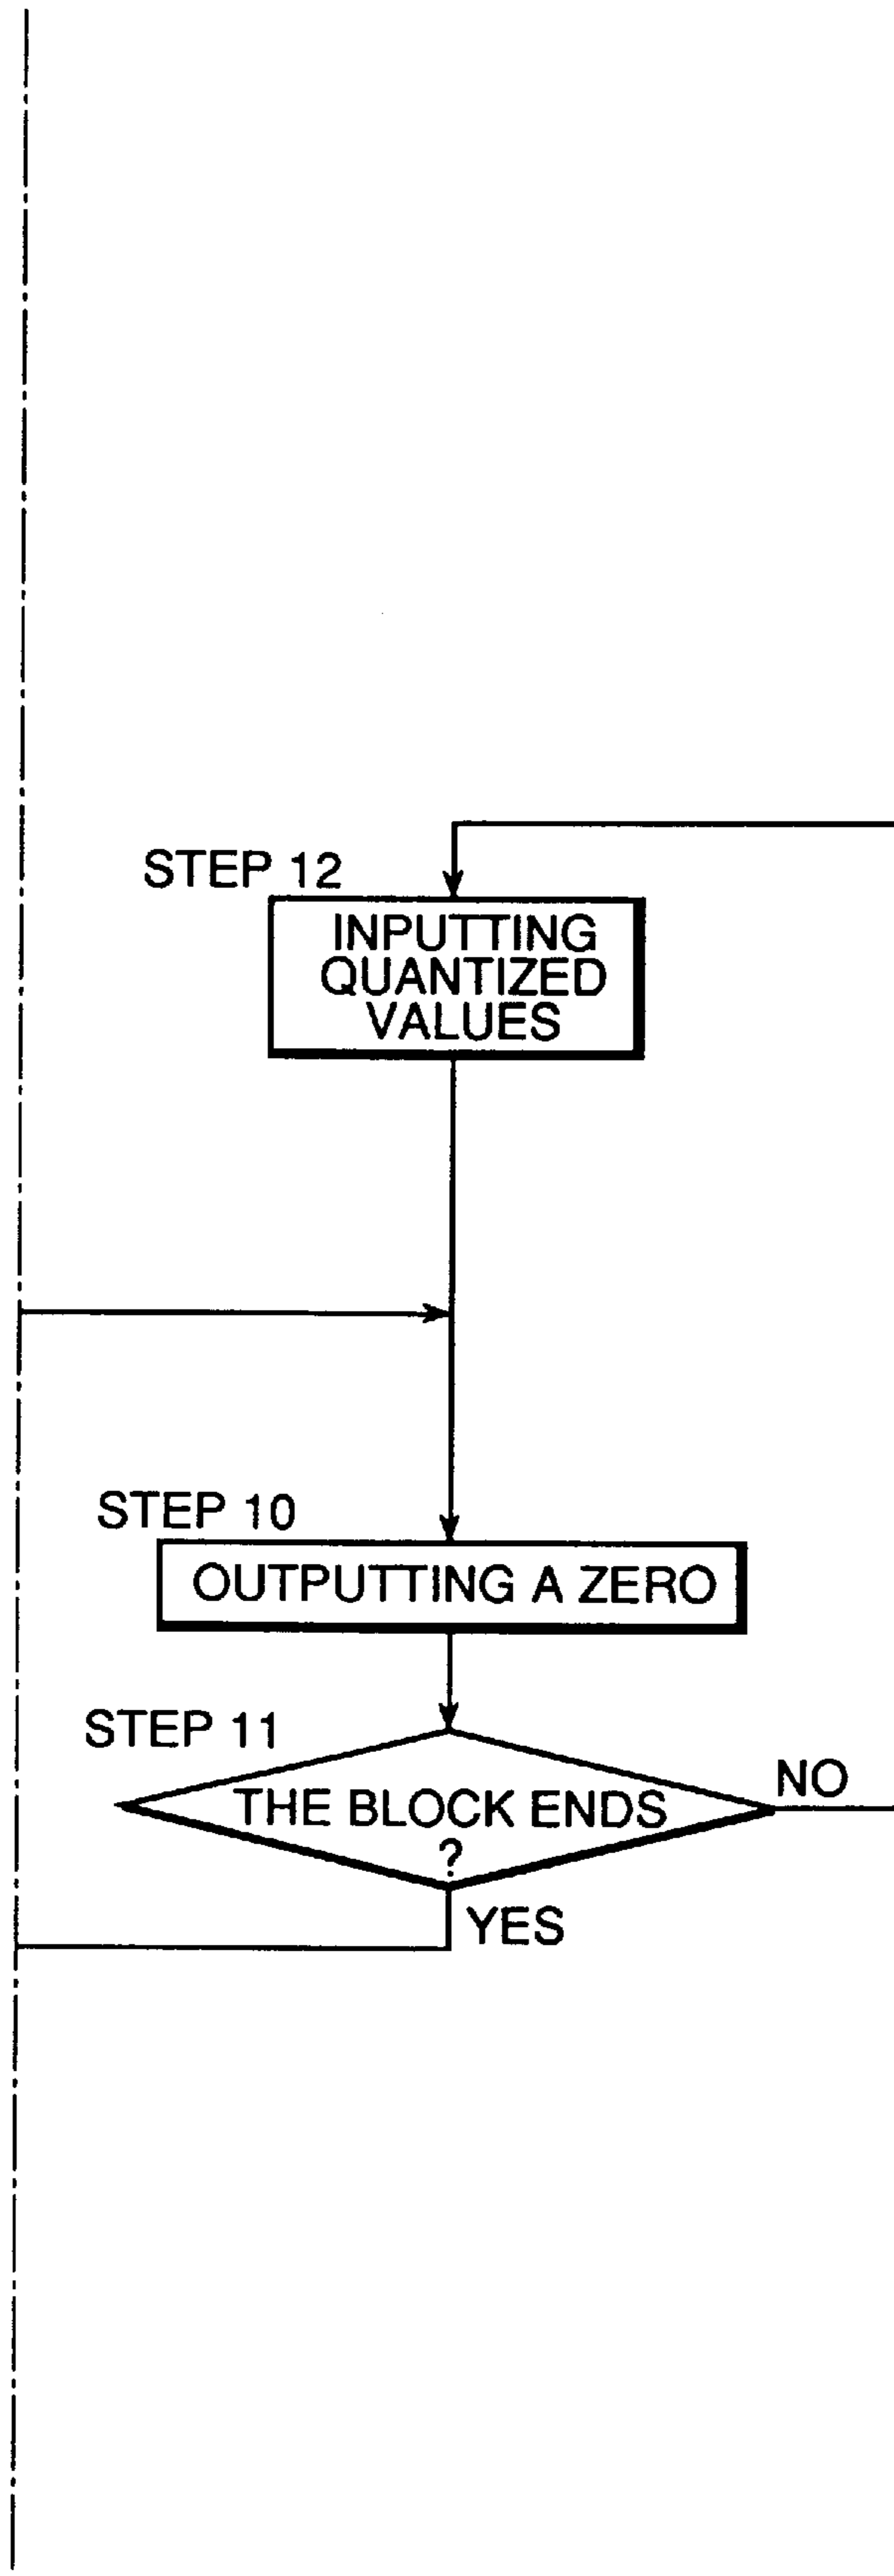 STEP 12
INPUTTING
QUANTIZED
VALUES
STEP 10
OUTPUTTING A ZERO
STEP 11
THE BLOCK ENDS
?
NO
YES